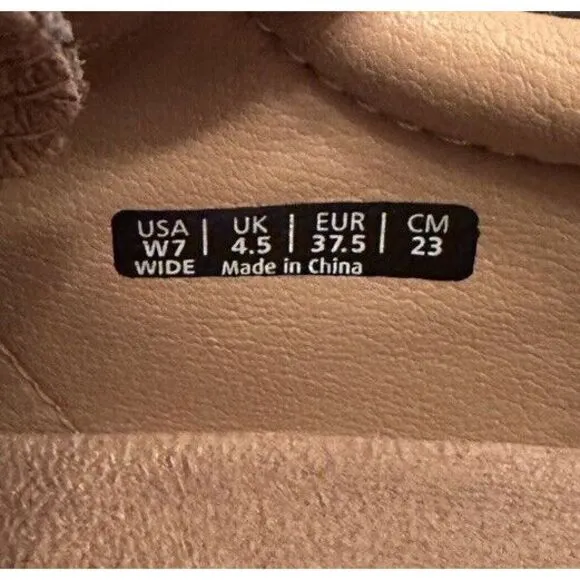 USA | UK | EUR | CM
W7 | 4.5 | 37.5 | 23
WIDE Made in China